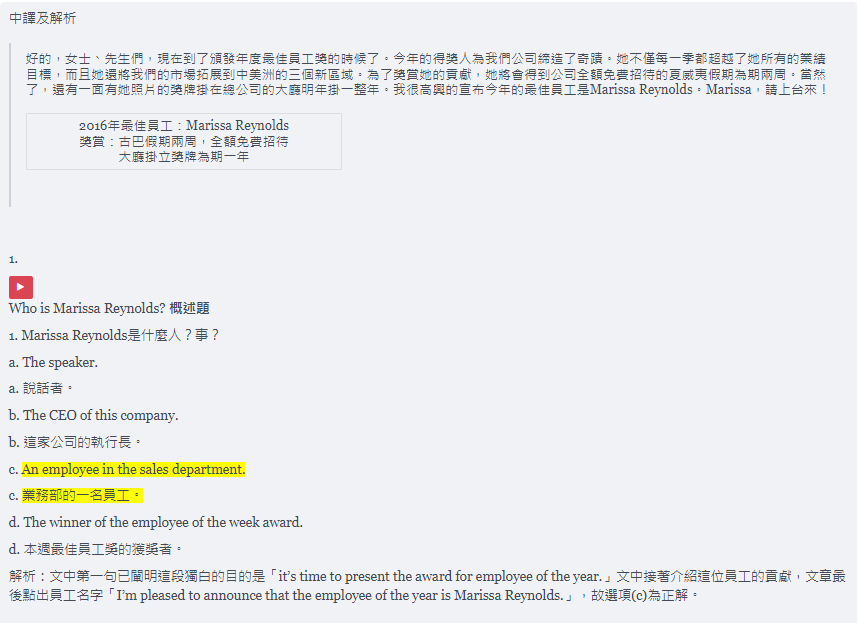 中譯及解析
好的，女士、先生們，現在到了頒發年度最佳員工獎的時候了。今年的得獎人為我們公司締造了奇蹟。她不僅每一季都超越了她所有的業績
目標，而且她還將我們的市場拓展到中美洲的三個新區域。為了獎賞她的貢獻，她將會得到公司全額免費招待的夏威夷假期為期兩周。當然
了，還有一面有她照片的獎牌掛在總公司的大廳明年掛一整年。我很高興的宣布今年的最佳員工是Marissa Reynolds。Marissa，請上台來！
2016年最佳員工：Marissa Reynolds
獎賞：古巴假期兩周，全額免費招待
大廳掛立獎牌為期一年
1.
Who is Marissa Reynolds? 概述題
1. Marissa Reynolds是什麼人？事？
a. The speaker.
a. 說話者。
b. The CEO of this company.
b. 這家公司的執行長。
c. An employee in the sales department.
c. 業務部的一名員工。
d. The winner of the employee of the week award.
d. 本週最佳員工獎的獲獎者。
解析：文中第一句已闡明這段獨白的目的是「it's time to present the award for employee of the year.」文中接著介紹這位員工的貢獻，文章最
後點出員工名字「I'm pleased to announce that the employee of the year is Marissa Reynolds.」，故選項(c)為正解。